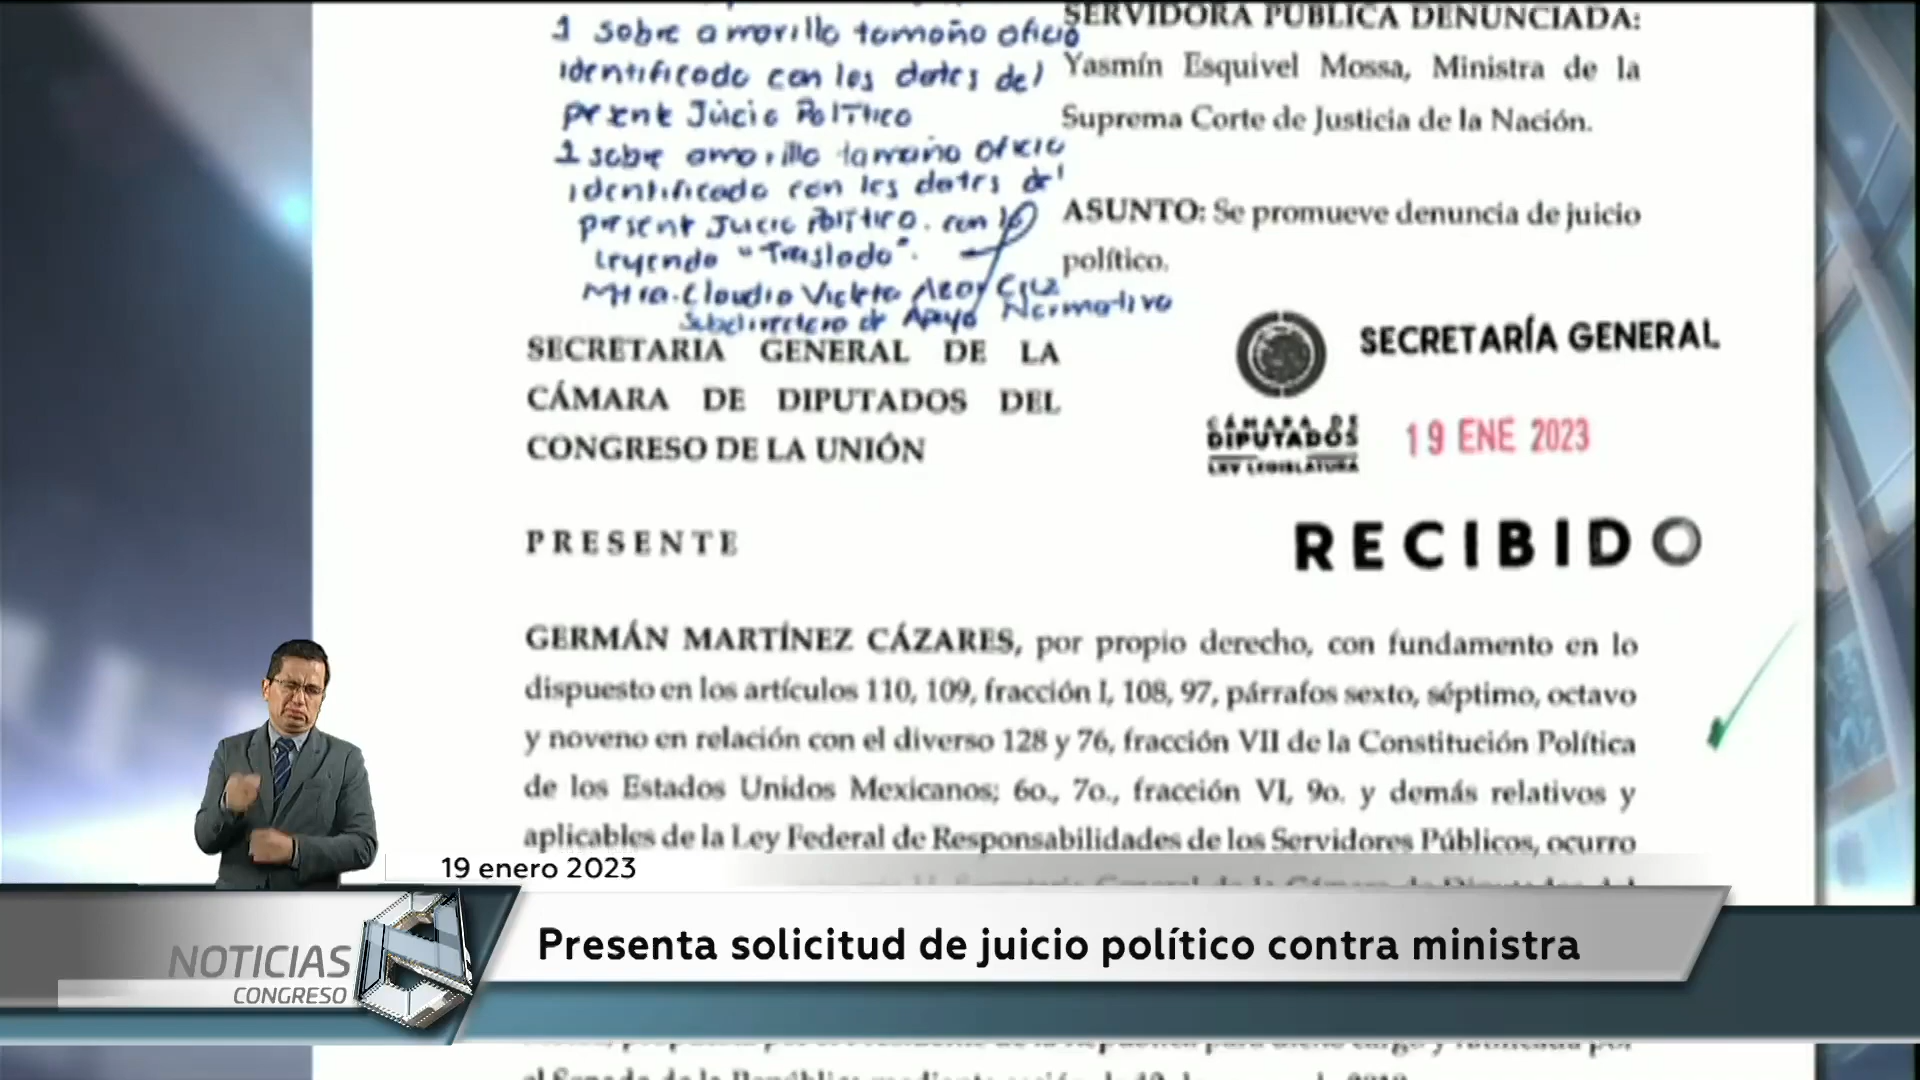 1 sobre amarillo tamaño oficio
identificado con los datos del
Político
1 sobre amarillo tamaño oficio
identificado con los datos del
Político. con
"Traslado".
Mtra. Claudia
Apoyo Normativo
SERVIDORA PÚBLICA DENUNCIADA:
Yasmín Esquivel Mossa, Ministra de la
Suprema Corte de Justicia de la Nación.
ASUNTO: Se promueve denuncia de juicio
político.
SECRETARIA GENERAL DE LA
CÁMARA DE DIPUTADOS DEL
CONGRESO DE LA UNIÓN
SECRETARÍA GENERAL
CÁMARA DE
DIPUTADOS
LXV LEGISLATURA
19 ENE 2023
PRESENTE
RECIBIDO
GERMÁN MARTÍNEZ CÁZARES, por propio derecho, con fundamento en lo
dispuesto en los artículos 110, 109, fracción I, 108, 97, párrafos sexto, séptimo, octavo
y noveno en relación con el diverso 128 y 76, fracción VII de la Constitución Política
de los Estados Unidos Mexicanos; 6o., 7o., fracción VI, 9o. y demás relativos y
aplicables de la Ley Federal de Responsabilidades de los Servidores Públicos, ocurro
19 enero 2023
NOTICIAS
CONGRESO
Presenta solicitud de juicio político contra ministra